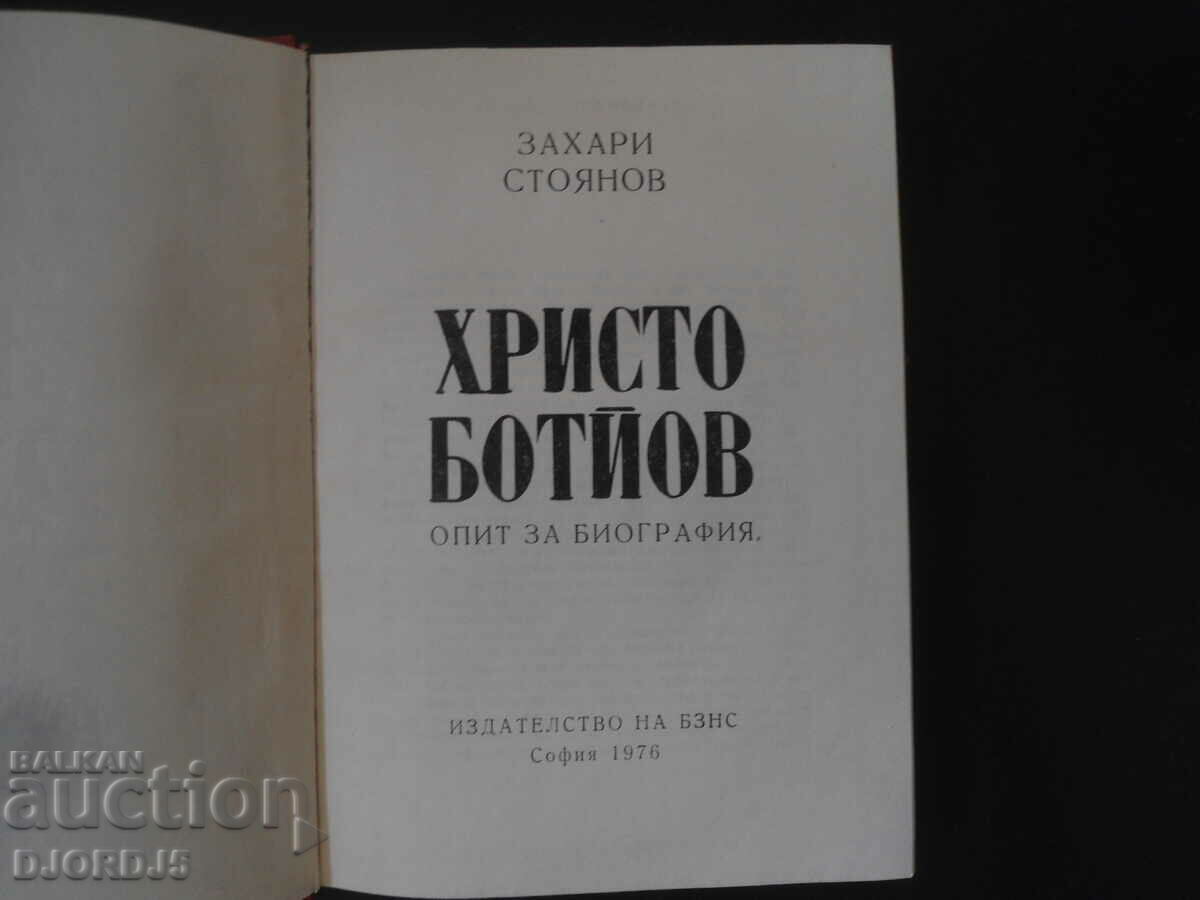 ЗАХАРИ
СТОЯНОВ
ХРИСТО
БОТЙОВ
ОПИТ ЗА БИОГРАФИЯ.
ИЗДАТЕЛСТВО НА БЗНС
София 1976
BALKAN
auction
DJORDJ5